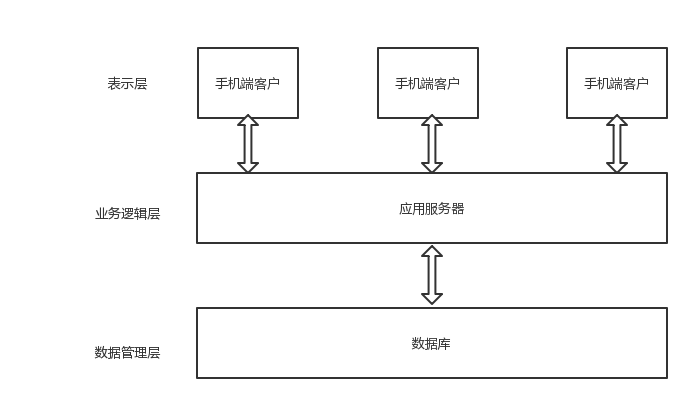 表示层
手机端客户
手机端客户
手机端客户
业务逻辑层
应用服务器
数据管理层
数据库